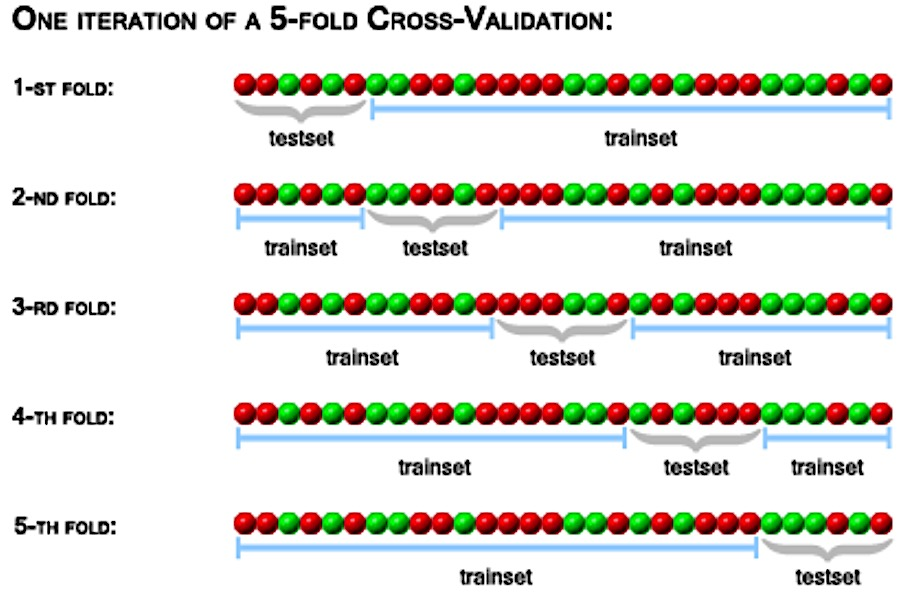 ONE ITERATION OF A 5-FOLD CROSS-VALIDATION:
1-ST FOLD:
testset trainset
2-ND FOLD:
trainset testset trainset
3-RD FOLD:
trainset testset trainset
4-TH FOLD:
trainset testset trainset
5-TH FOLD:
trainset testset